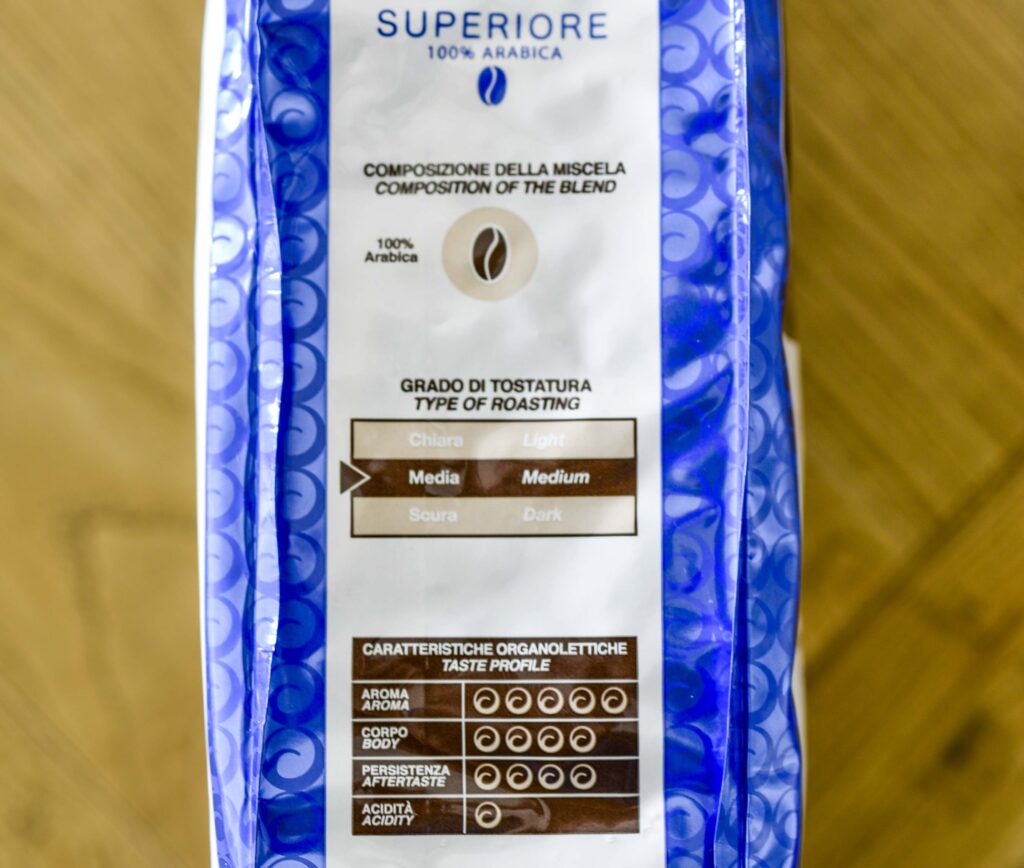 SUPERIORE
100% ARABICA
COMPOSIZIONE DELLA MISCELA
COMPOSITION OF THE BLEND
100%
Arabica
GRADO DI TOSTATURA
TYPE OF ROASTING
Chiara Light
Media Medium
Scura Dark
CARATTERISTICHE ORGANOLETTICHE
TASTE PROFILE
AROMA
AROMA
CORPO
BODY
PERSISTENZA
AFTERTASTE
ACIDITÀ
ACIDITY